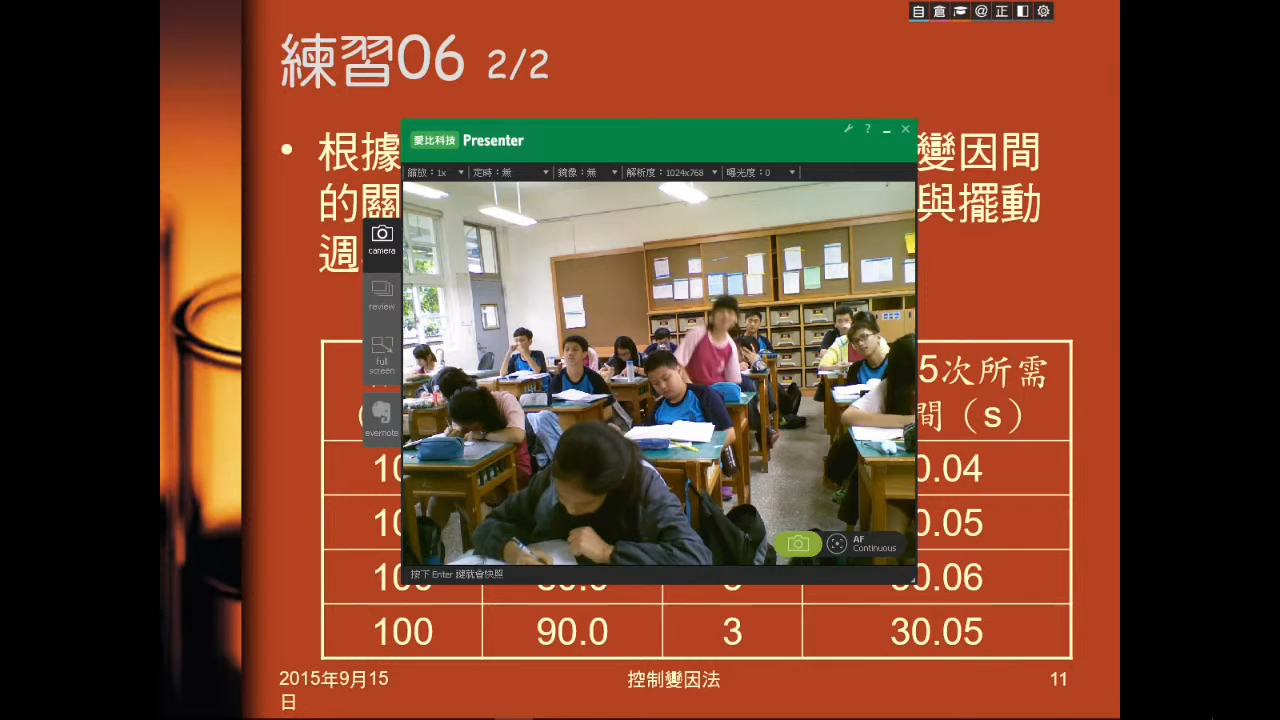 自 倉 @ 正
練習06 2/2
根據 變因間
的關 與擺動
週
愛比科技 Presenter
縮放：1x 定時：無 鏡像：無 解析度：1024x768 曝光度：0
camera
review
full
screen
evernote
AF
Continuous
按下 Enter 鍵就會快照
5次所需
間（s）
10 0.04
10 0.05
100 30.06
100 90.0 3 30.05
2015年9月15
日
控制變因法
11